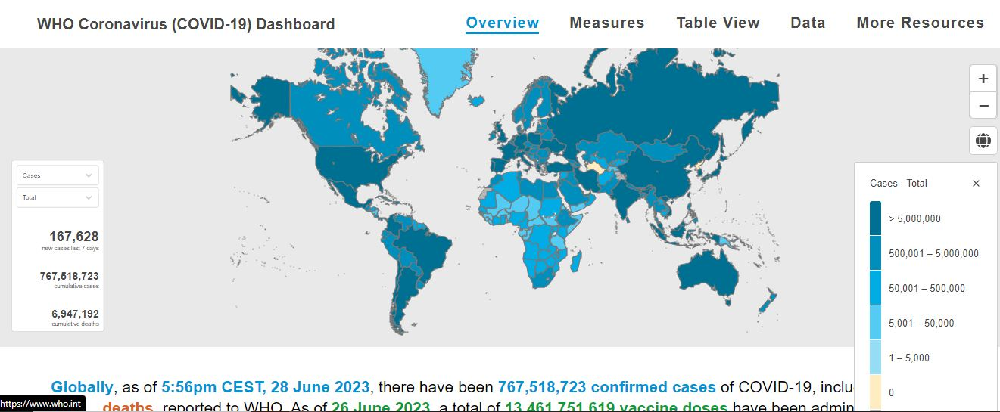 WHO Coronavirus (COVID-19) Dashboard
Overview Measures Table View Data More Resources
+
−
Cases
Total
167,628
new cases last 7 days
767,518,723
cumulative cases
6,947,192
cumulative deaths
Cases - Total ×
> 5,000,000
500,001 – 5,000,000
50,001 – 500,000
5,001 – 50,000
1 – 5,000
0
Globally, as of 5:56pm CEST, 28 June 2023, there have been 767,518,723 confirmed cases of COVID-19, inclu
https://www.who.int
deaths, reported to WHO. As of 26 June 2023, a total of 13,461,751,619 vaccine doses have been admin